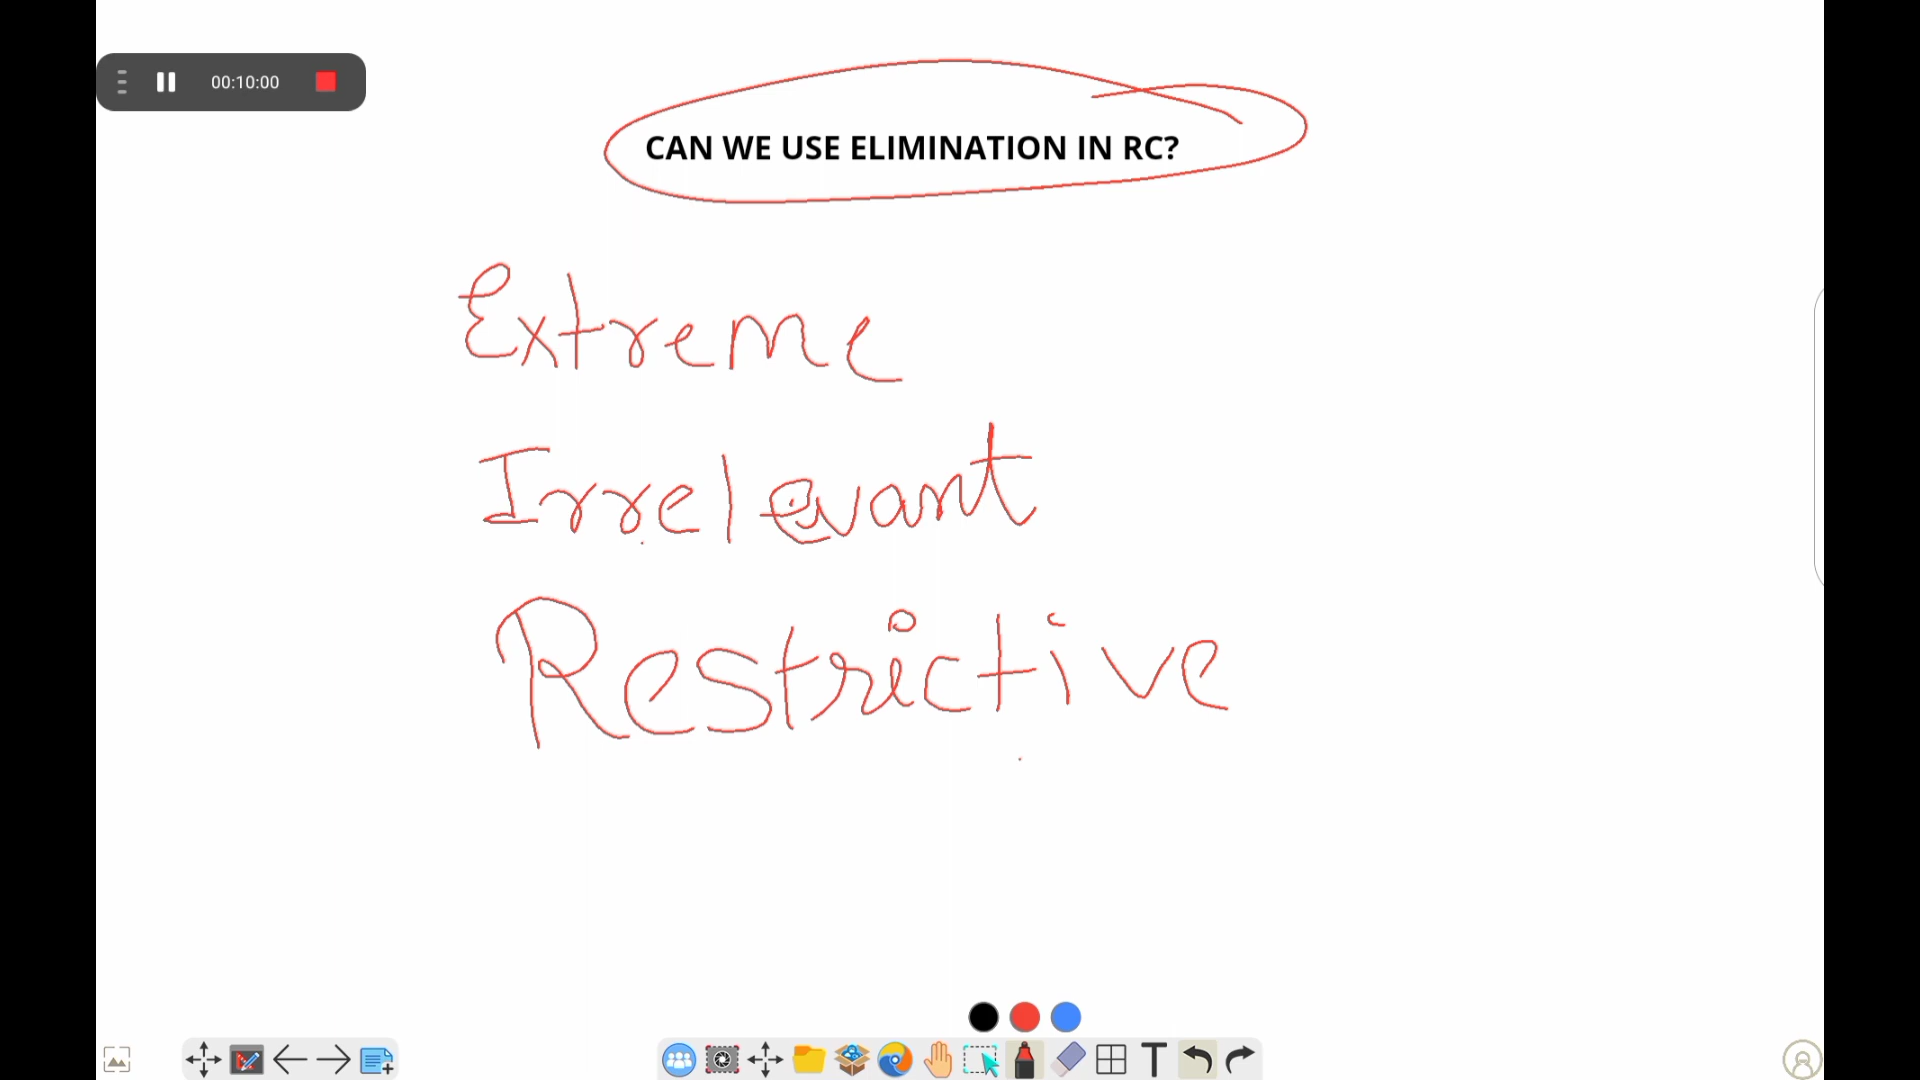 00:10:00
CAN WE USE ELIMINATION IN RC?
Extreme
Irrelevant
Restrictive